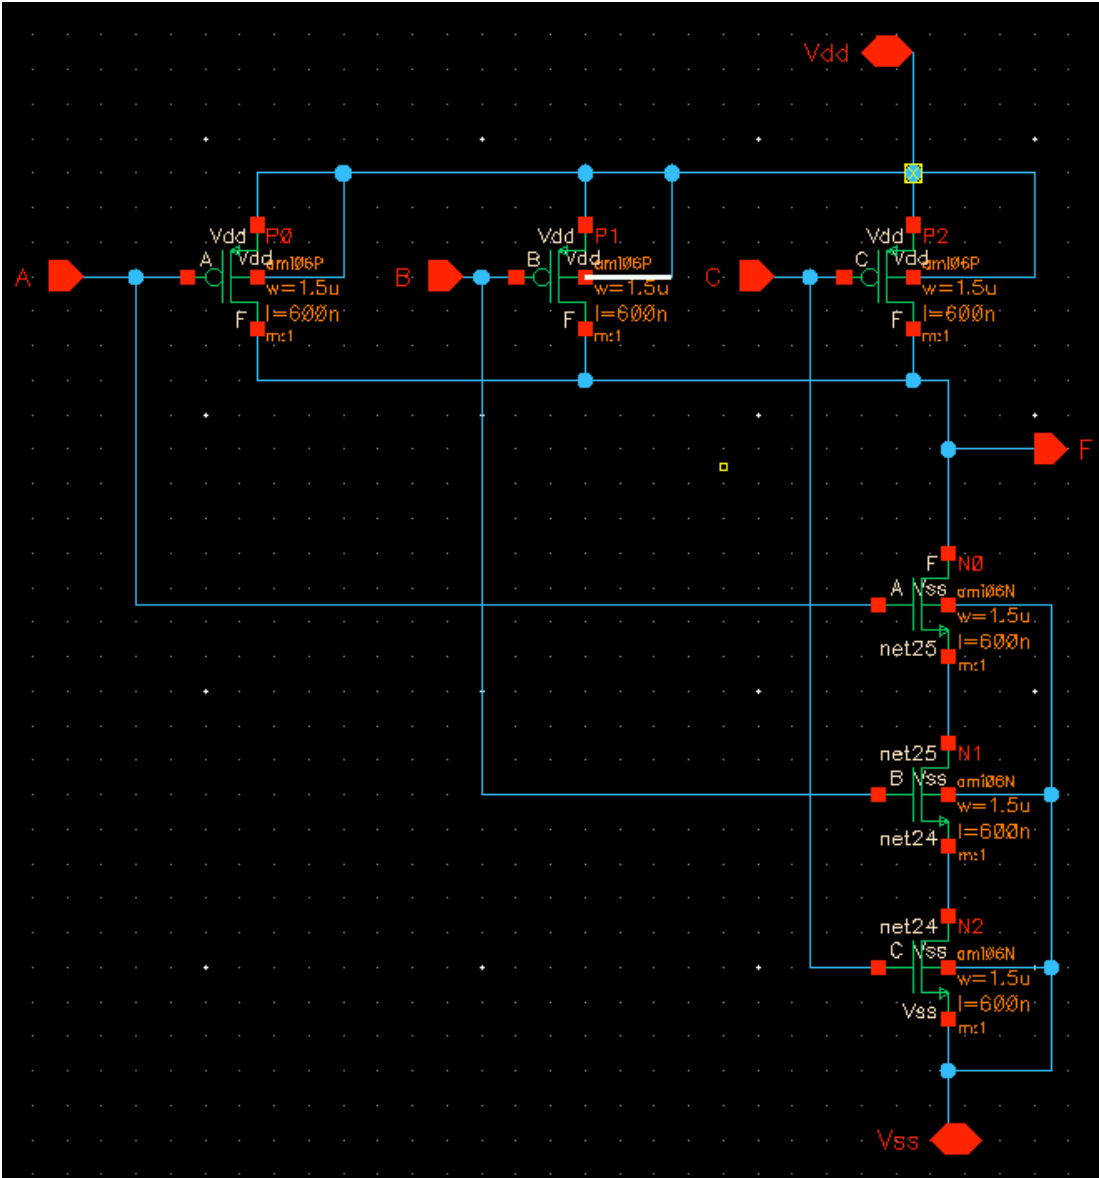 Vdd
Vdd P0
A Vdd ami06P
A
w=1.5u
F l=600n
m:1
Vdd P1
B Vdd ami06P
B
w=1.5u
F l=600n
m:1
Vdd P2
C Vdd ami06P
C
w=1.5u
F l=600n
m:1
F
F N0
A Vss ami06N
w=1.5u
net25 l=600n
m:1
net25 N1
B Vss ami06N
w=1.5u
net24 l=600n
m:1
net24 N2
C Vss ami06N
w=1.5u
Vss l=600n
m:1
Vss